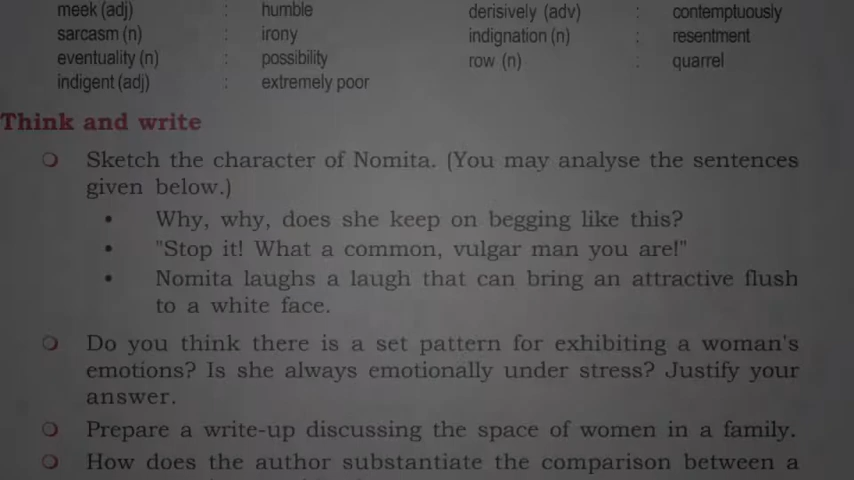 meek (adj) : humble
sarcasm (n) : irony
eventuality (n) : possibility
indigent (adj) : extremely poor
derisively (adv) : contemptuously
indignation (n) : resentment
row (n) : quarrel
Think and write
Sketch the character of Nomita. (You may analyse the sentences
given below.)
• Why, why, does she keep on begging like this?
• "Stop it! What a common, vulgar man you are!"
• Nomita laughs a laugh that can bring an attractive flush
to a white face.
Do you think there is a set pattern for exhibiting a woman's
emotions? Is she always emotionally under stress? Justify your
answer.
Prepare a write-up discussing the space of women in a family.
How does the author substantiate the comparison between a